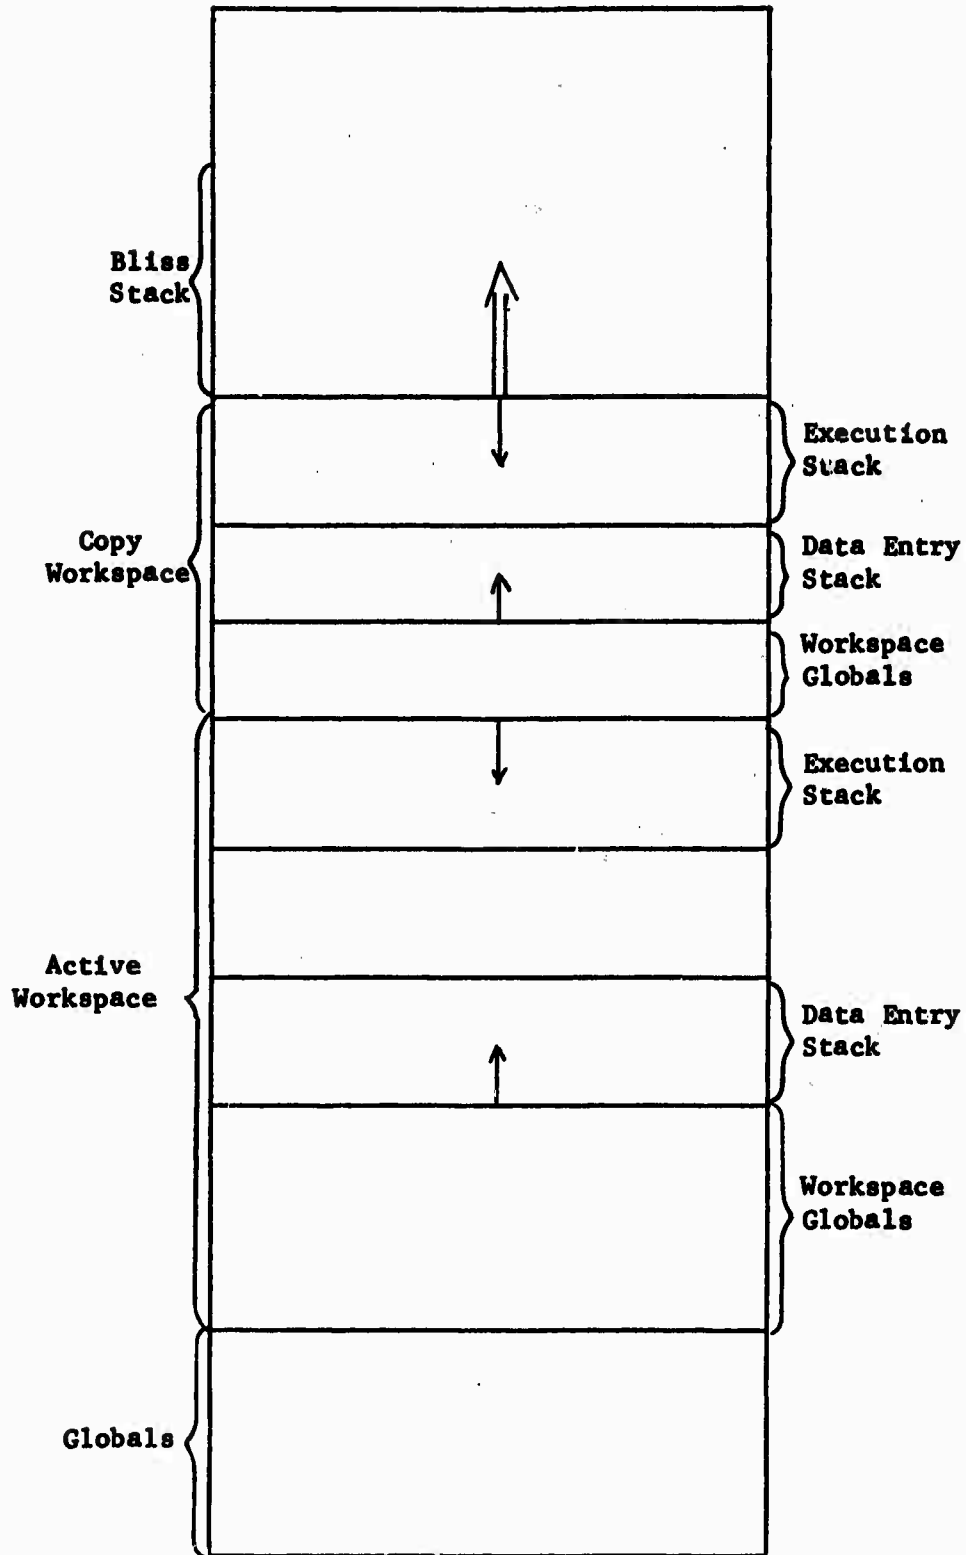 Bliss
Stack
Execution
Stack
Copy
Workspace
Data Entry
Stack
Workspace
Globals
Execution
Stack
Active
Workspace
Data Entry
Stack
Workspace
Globals
Globals